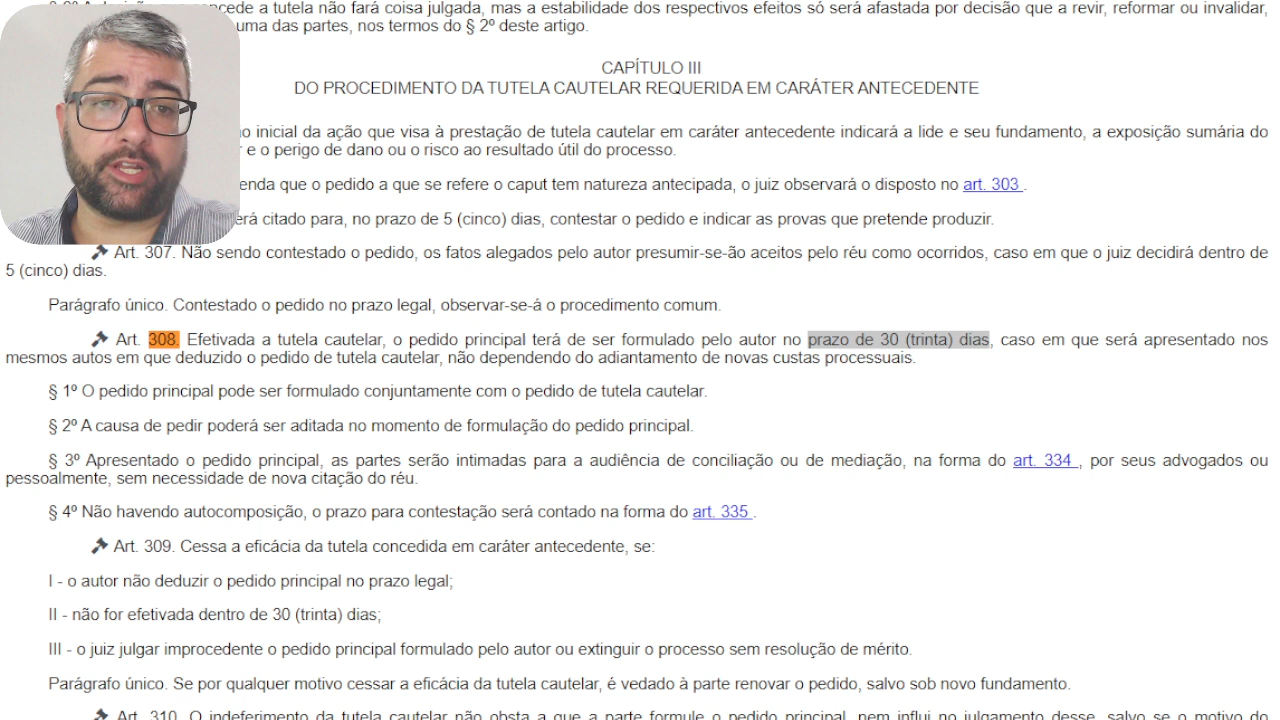 cede a tutela não fará coisa julgada, mas a estabilidade dos respectivos efeitos só será afastada por decisão que a revir, reformar ou invalidar,
uma das partes, nos termos do § 2º deste artigo.
CAPÍTULO III
DO PROCEDIMENTO DA TUTELA CAUTELAR REQUERIDA EM CARÁTER ANTECEDENTE
o inicial da ação que visa à prestação de tutela cautelar em caráter antecedente indicará a lide e seu fundamento, a exposição sumária do
e o perigo de dano ou o risco ao resultado útil do processo.
enda que o pedido a que se refere o caput tem natureza antecipada, o juiz observará o disposto no art. 303 .
erá citado para, no prazo de 5 (cinco) dias, contestar o pedido e indicar as provas que pretende produzir.
Art. 307. Não sendo contestado o pedido, os fatos alegados pelo autor presumir-se-ão aceitos pelo réu como ocorridos, caso em que o juiz decidirá dentro de
5 (cinco) dias.
Parágrafo único. Contestado o pedido no prazo legal, observar-se-á o procedimento comum.
Art. 308. Efetivada a tutela cautelar, o pedido principal terá de ser formulado pelo autor no prazo de 30 (trinta) dias, caso em que será apresentado nos
mesmos autos em que deduzido o pedido de tutela cautelar, não dependendo do adiantamento de novas custas processuais.
§ 1º O pedido principal pode ser formulado conjuntamente com o pedido de tutela cautelar.
§ 2º A causa de pedir poderá ser aditada no momento de formulação do pedido principal.
§ 3º Apresentado o pedido principal, as partes serão intimadas para a audiência de conciliação ou de mediação, na forma do art. 334 , por seus advogados ou
pessoalmente, sem necessidade de nova citação do réu.
§ 4º Não havendo autocomposição, o prazo para contestação será contado na forma do art. 335 .
Art. 309. Cessa a eficácia da tutela concedida em caráter antecedente, se:
I - o autor não deduzir o pedido principal no prazo legal;
II - não for efetivada dentro de 30 (trinta) dias;
III - o juiz julgar improcedente o pedido principal formulado pelo autor ou extinguir o processo sem resolução de mérito.
Parágrafo único. Se por qualquer motivo cessar a eficácia da tutela cautelar, é vedado à parte renovar o pedido, salvo sob novo fundamento.
Art. 310. O indeferimento da tutela cautelar não obsta a que a parte formule o pedido principal, nem influi no julgamento desse, salvo se o motivo do